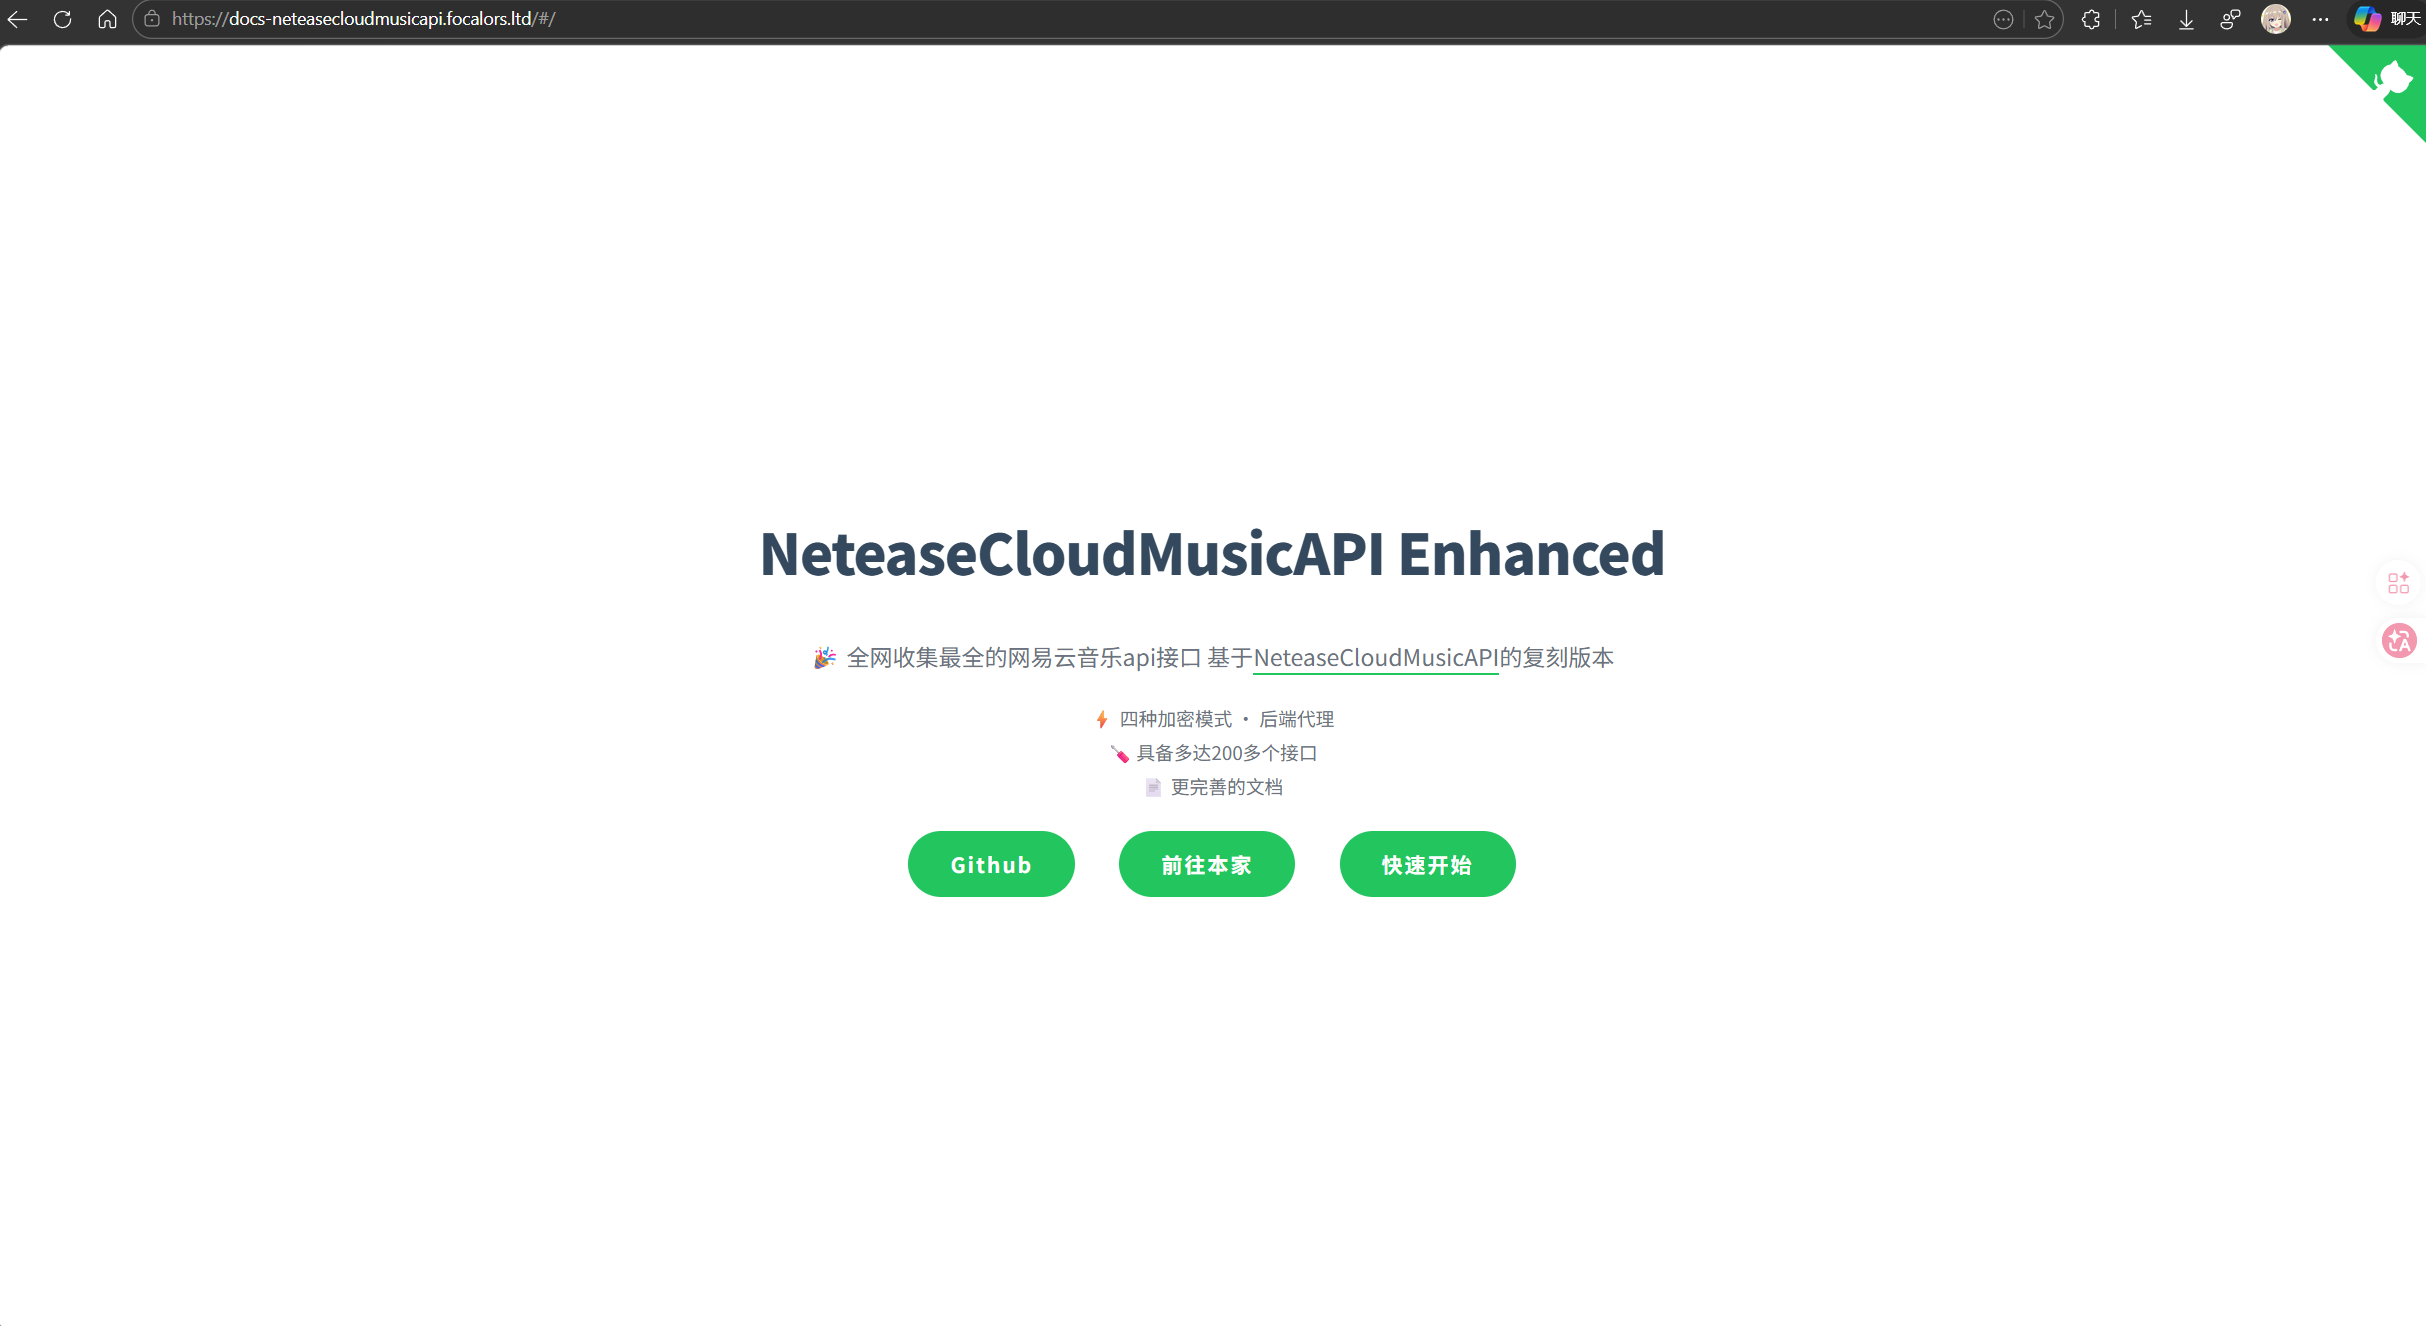 https://docs-neteasecloudmusicapi.focalors.ltd/#/
聊天
NeteaseCloudMusicAPI Enhanced
🎉 全网收集最全的网易云音乐api接口 基于NeteaseCloudMusicAPI的复刻版本
⚡ 四种加密模式 • 后端代理
🪛 具备多达200多个接口
📄 更完善的文档
Github
前往本家
快速开始